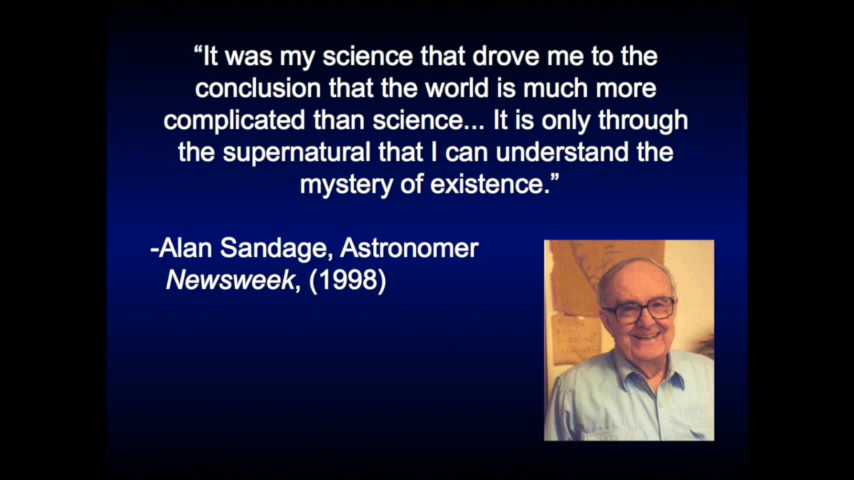 “It was my science that drove me to the
conclusion that the world is much more
complicated than science... It is only through
the supernatural that I can understand the
mystery of existence.”
-Alan Sandage, Astronomer
Newsweek, (1998)